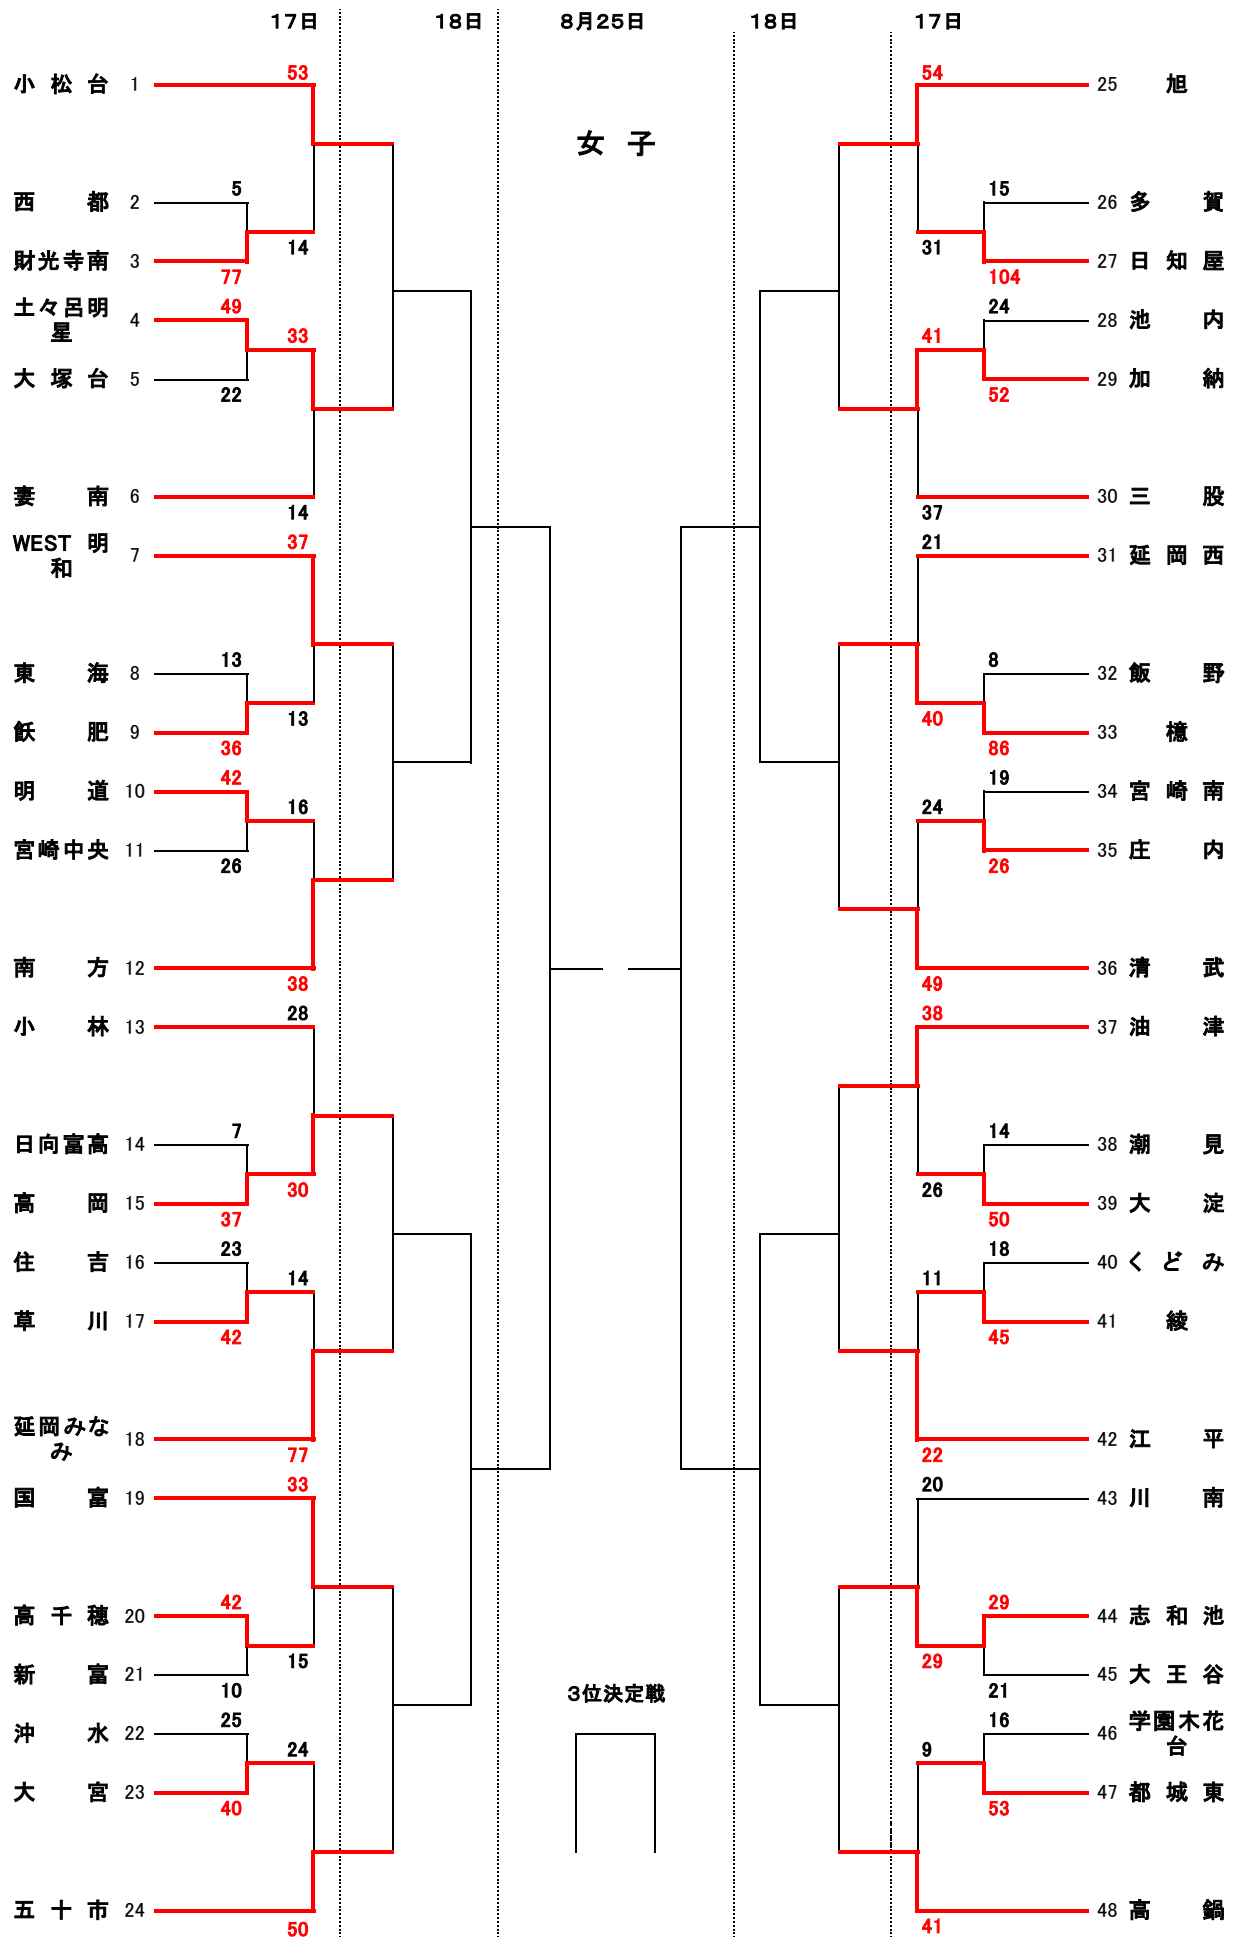 17日 18日 8月25日 18日 17日
女 子
53
小 松 台 1
5
西 都 2
14
財光寺南 3
77
土々呂明
星 4
49
33
大 塚 台 5
22
妻 南 6
14
WEST 明
和 7
37
13
東 海 8
13
飫 肥 9
36
明 道 10
42
16
宮崎中央 11
26
南 方 12
38
小 林 13
28
7
日向富高 14
30
高 岡 15
37
23
住 吉 16
14
草 川 17
42
延岡みな
み 18
77
国 富 19
33
高 千 穂 20
42
15
新 富 21
10
25
沖 水 22
24
大 宮 23
40
五 十 市 24
50
3位決定戦
54
25 旭
15
26 多 賀
31
27 日 知 屋
104
24
28 池 内
41
29 加 納
52
30 三 股
37
21
31 延 岡 西
8
32 飯 野
40
33 檍
86
19
34 宮 崎 南
24
35 庄 内
26
36 清 武
49
38
37 油 津
14
38 潮 見
26
39 大 淀
50
18
40 く ど み
11
41 綾
45
42 江 平
22
20
43 川 南
29
44 志 和 池
29
45 大 王 谷
21
16
46 学園木花
台
9
47 都 城 東
53
48 高 鍋
41